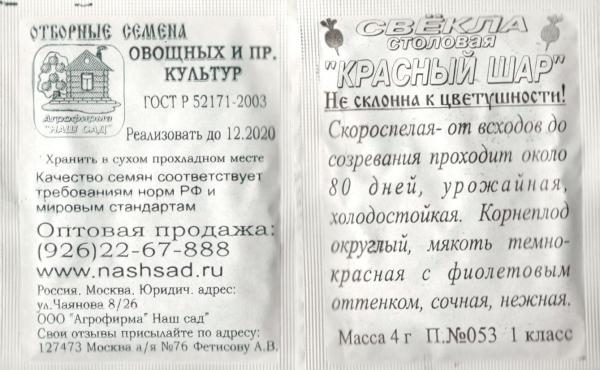 ОТБОРНЫЕ СЕМЕНА
ОВОЩНЫХ И ПР.
КУЛЬТУР
ГОСТ Р 52171-2003
Агрофирма
"НАШ САД"
Реализовать до 12.2020
Хранить в сухом прохладном месте
Качество семян соответствует
требованиям норм РФ и
мировым стандартам
Оптовая продажа:
(926)22-67-888
www.nashsad.ru
Россия. Москва. Юридич. адрес:
ул.Чаянова 8/26
ООО "Агрофирма" Наш сад"
Свои отзывы присылайте по адресу:
127473 Москва а/я №76 Фетисову А.В.
СВЁКЛА
СТОЛОВАЯ
"КРАСНЫЙ ШАР"
Не склонна к цветушности!
Скороспелая- от всходов до
созревания проходит около
80 дней, урожайная,
холодостойкая. Корнеплод
округлый, мякоть темно-
красная с фиолетовым
оттенком, сочная, нежная.
Масса 4 г П.№053 1 класс